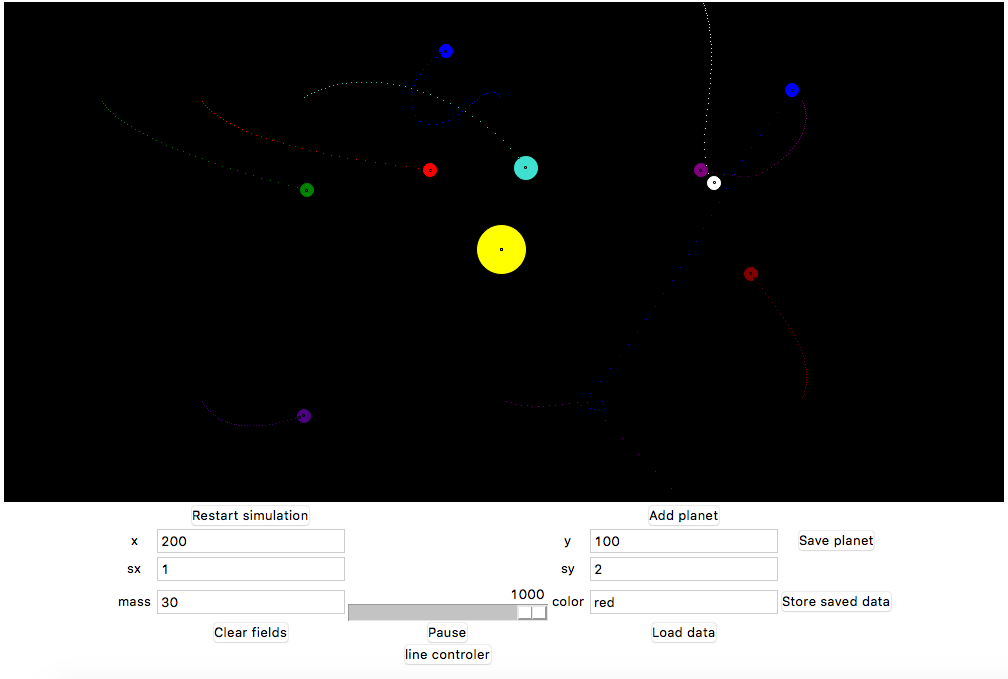 Restart simulation Add planet
x 200 y 100 Save planet
sx 1 sy 2
mass 30 1000 color red Store saved data
Clear fields Pause Load data
line controler